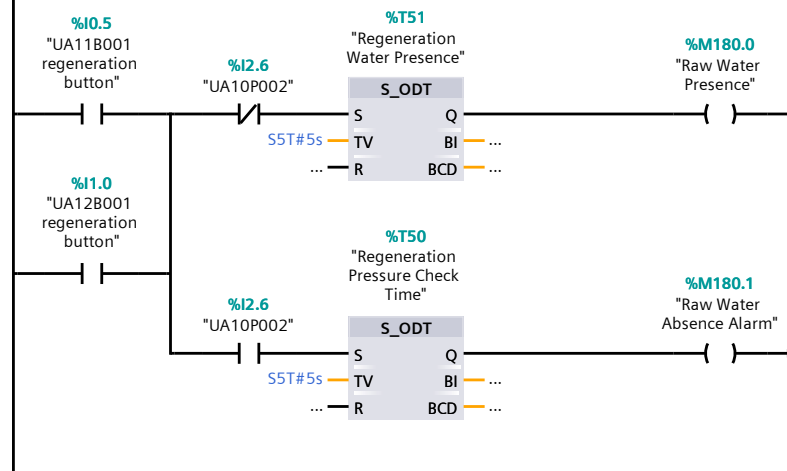 %I0.5
"UA11B001
regeneration
button"
%I2.6
"UA10P002"
%T51
"Regeneration
Water Presence"
S_ODT
S
Q
S5T#5s
TV
BI
...
...
R
BCD
...
%M180.0
"Raw Water
Presence"
%I1.0
"UA12B001
regeneration
button"
%I2.6
"UA10P002"
%T50
"Regeneration
Pressure Check
Time"
S_ODT
S
Q
S5T#5s
TV
BI
...
...
R
BCD
...
%M180.1
"Raw Water
Absence Alarm"